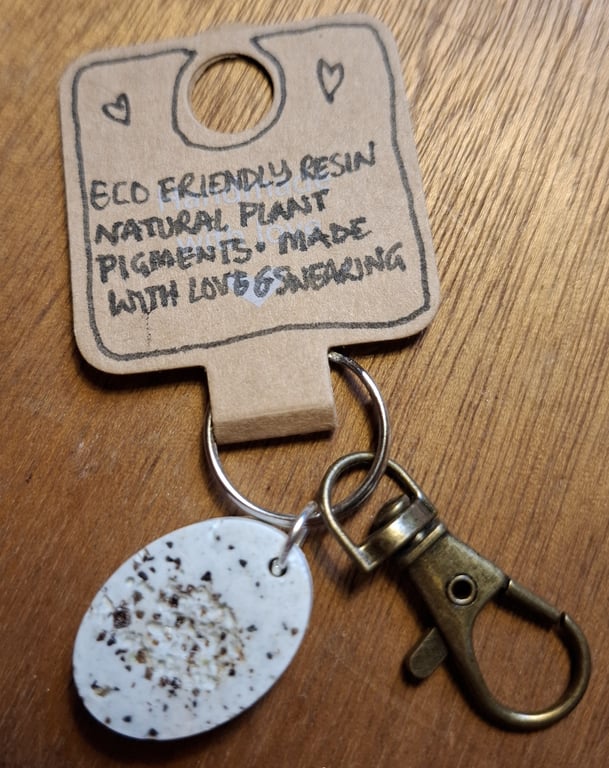 ECO FRIENDLY RESIN
NATURAL PLANT
PIGMENTS • MADE
WITH LOVE & SWEARING